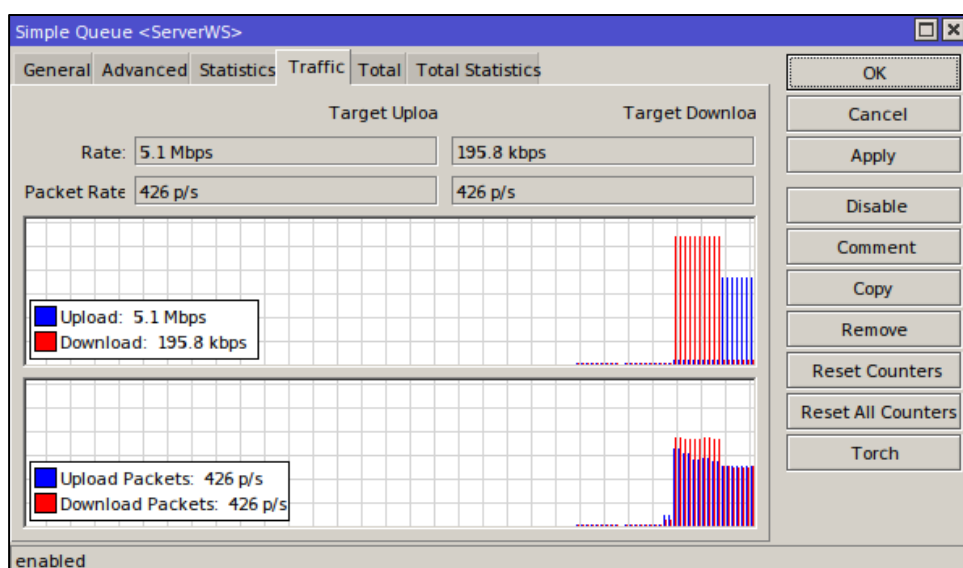 Simple Queue <ServerWS>
General Advanced Statistics Traffic Total Total Statistics
Target Uploa Target Downloa
Rate: 5.1 Mbps 195.8 kbps
Packet Rate 426 p/s 426 p/s
Upload: 5.1 Mbps
Download: 195.8 kbps
Upload Packets: 426 p/s
Download Packets: 426 p/s
OK
Cancel
Apply
Disable
Comment
Copy
Remove
Reset Counters
Reset All Counters
Torch
enabled